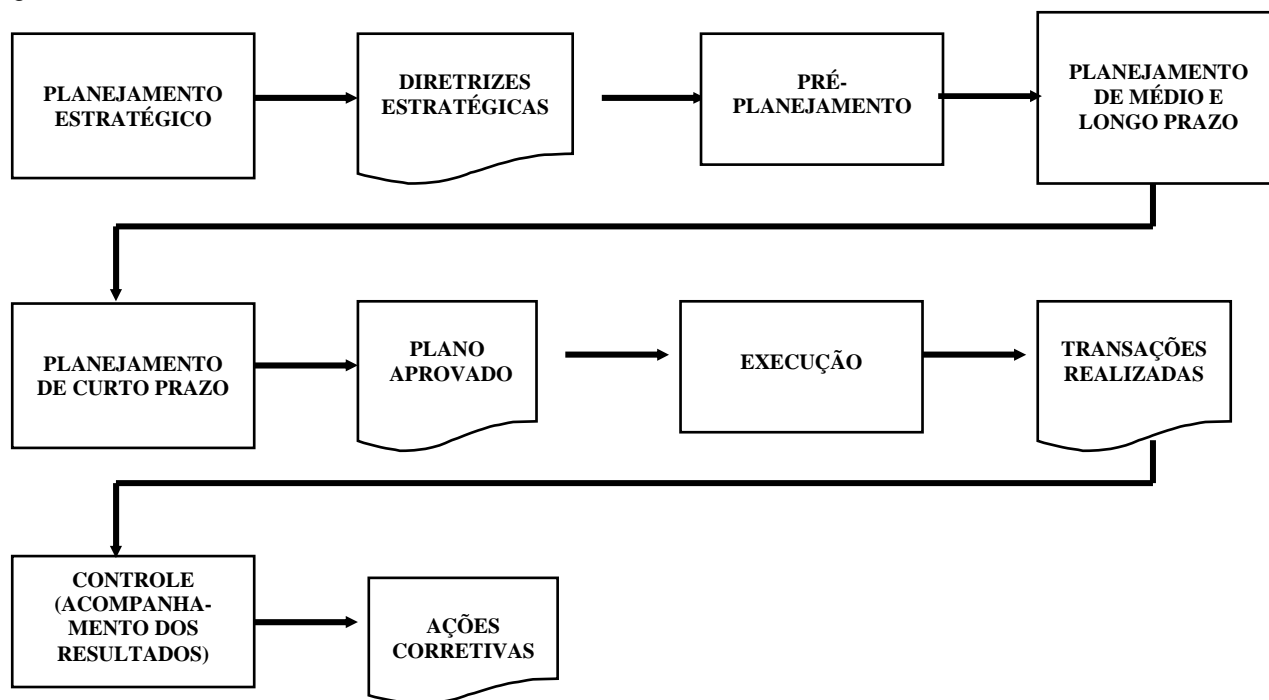 PLANEJAMENTO
ESTRATÉGICO
DIRETRIZES
ESTRATÉGICAS
PRÉ-
PLANEJAMENTO
PLANEJAMENTO
DE MÉDIO E
LONGO PRAZO
PLANEJAMENTO
DE CURTO PRAZO
PLANO
APROVADO
EXECUÇÃO
TRANSAÇÕES
REALIZADAS
CONTROLE
(ACOMPANHA-
MENTO DOS
RESULTADOS)
AÇÕES
CORRETIVAS